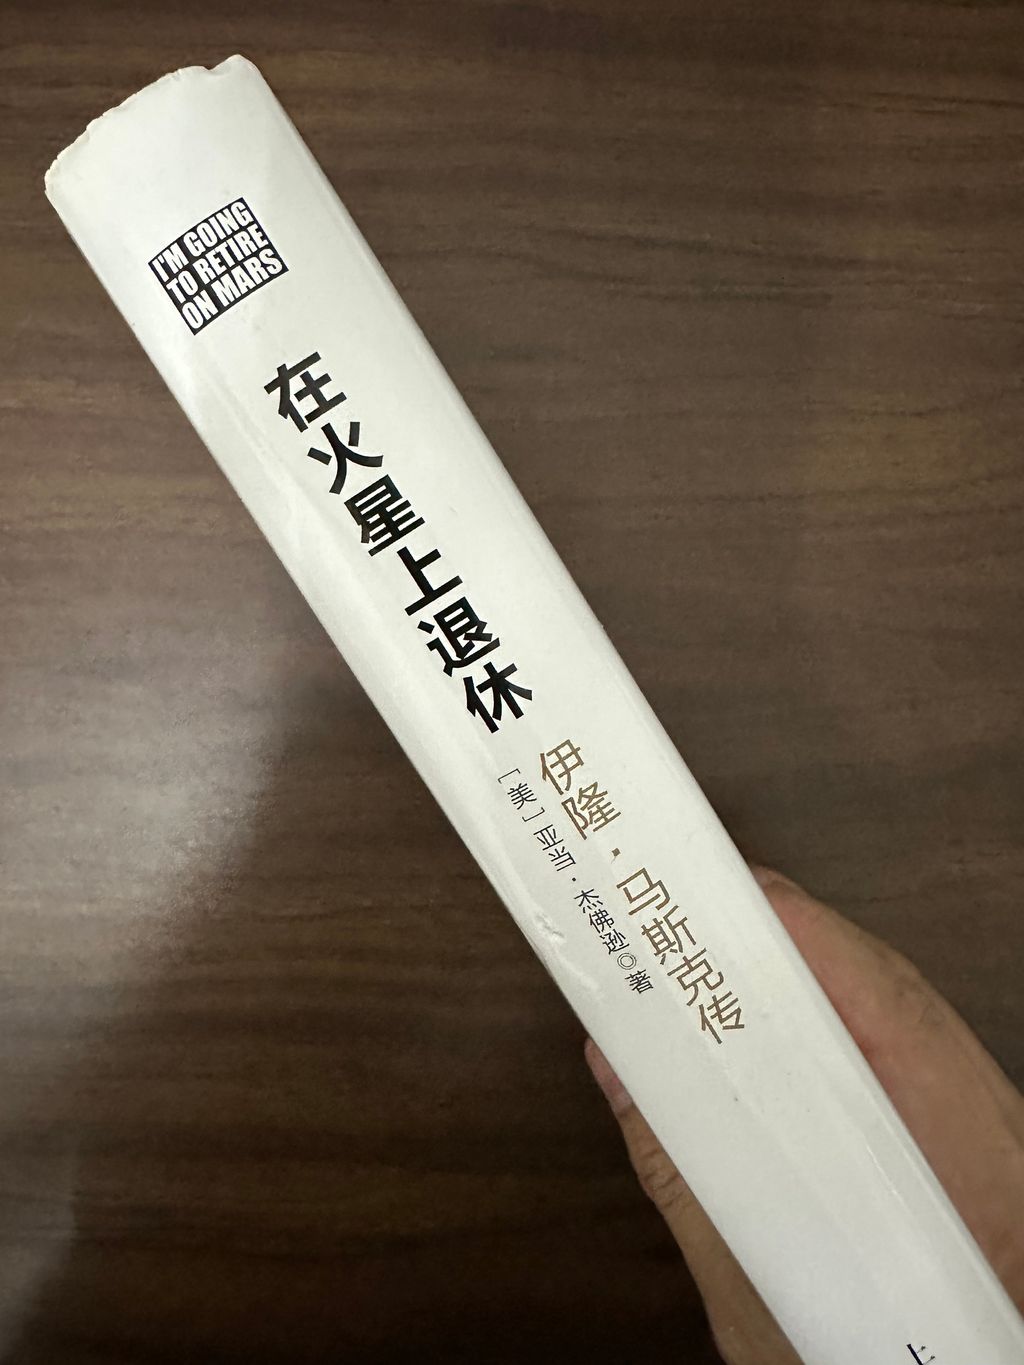 I'M GOING
TO RETIRE
ON MARS
在火星上退休
伊隆·马斯克传
[美]亚当·杰佛逊◎著
上